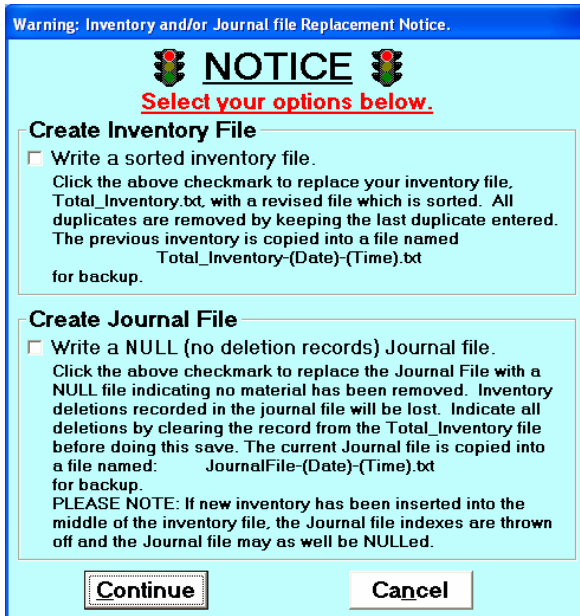 Warning: Inventory and/or Journal file Replacement Notice.
NOTICE
Select your options below.
Create Inventory File
Write a sorted inventory file.
Click the above checkmark to replace your inventory file,
Total_Inventory.txt, with a revised file which is sorted. All
duplicates are removed by keeping the last duplicate entered.
The previous inventory is copied into a file named
Total_Inventory-(Date)-(Time).txt
for backup.
Create Journal File
Write a NULL (no deletion records) Journal file.
Click the above checkmark to replace the Journal File with a
NULL file indicating no material has been removed. Inventory
deletions recorded in the journal file will be lost. Indicate all
deletions by clearing the record from the Total_Inventory file
before doing this save. The current Journal file is copied into
a file named: JournalFile-(Date)-(Time).txt
for backup.
PLEASE NOTE: If new inventory has been inserted into the
middle of the inventory file, the Journal file indexes are thrown
off and the Journal file may as well be NULLed.
Continue Cancel